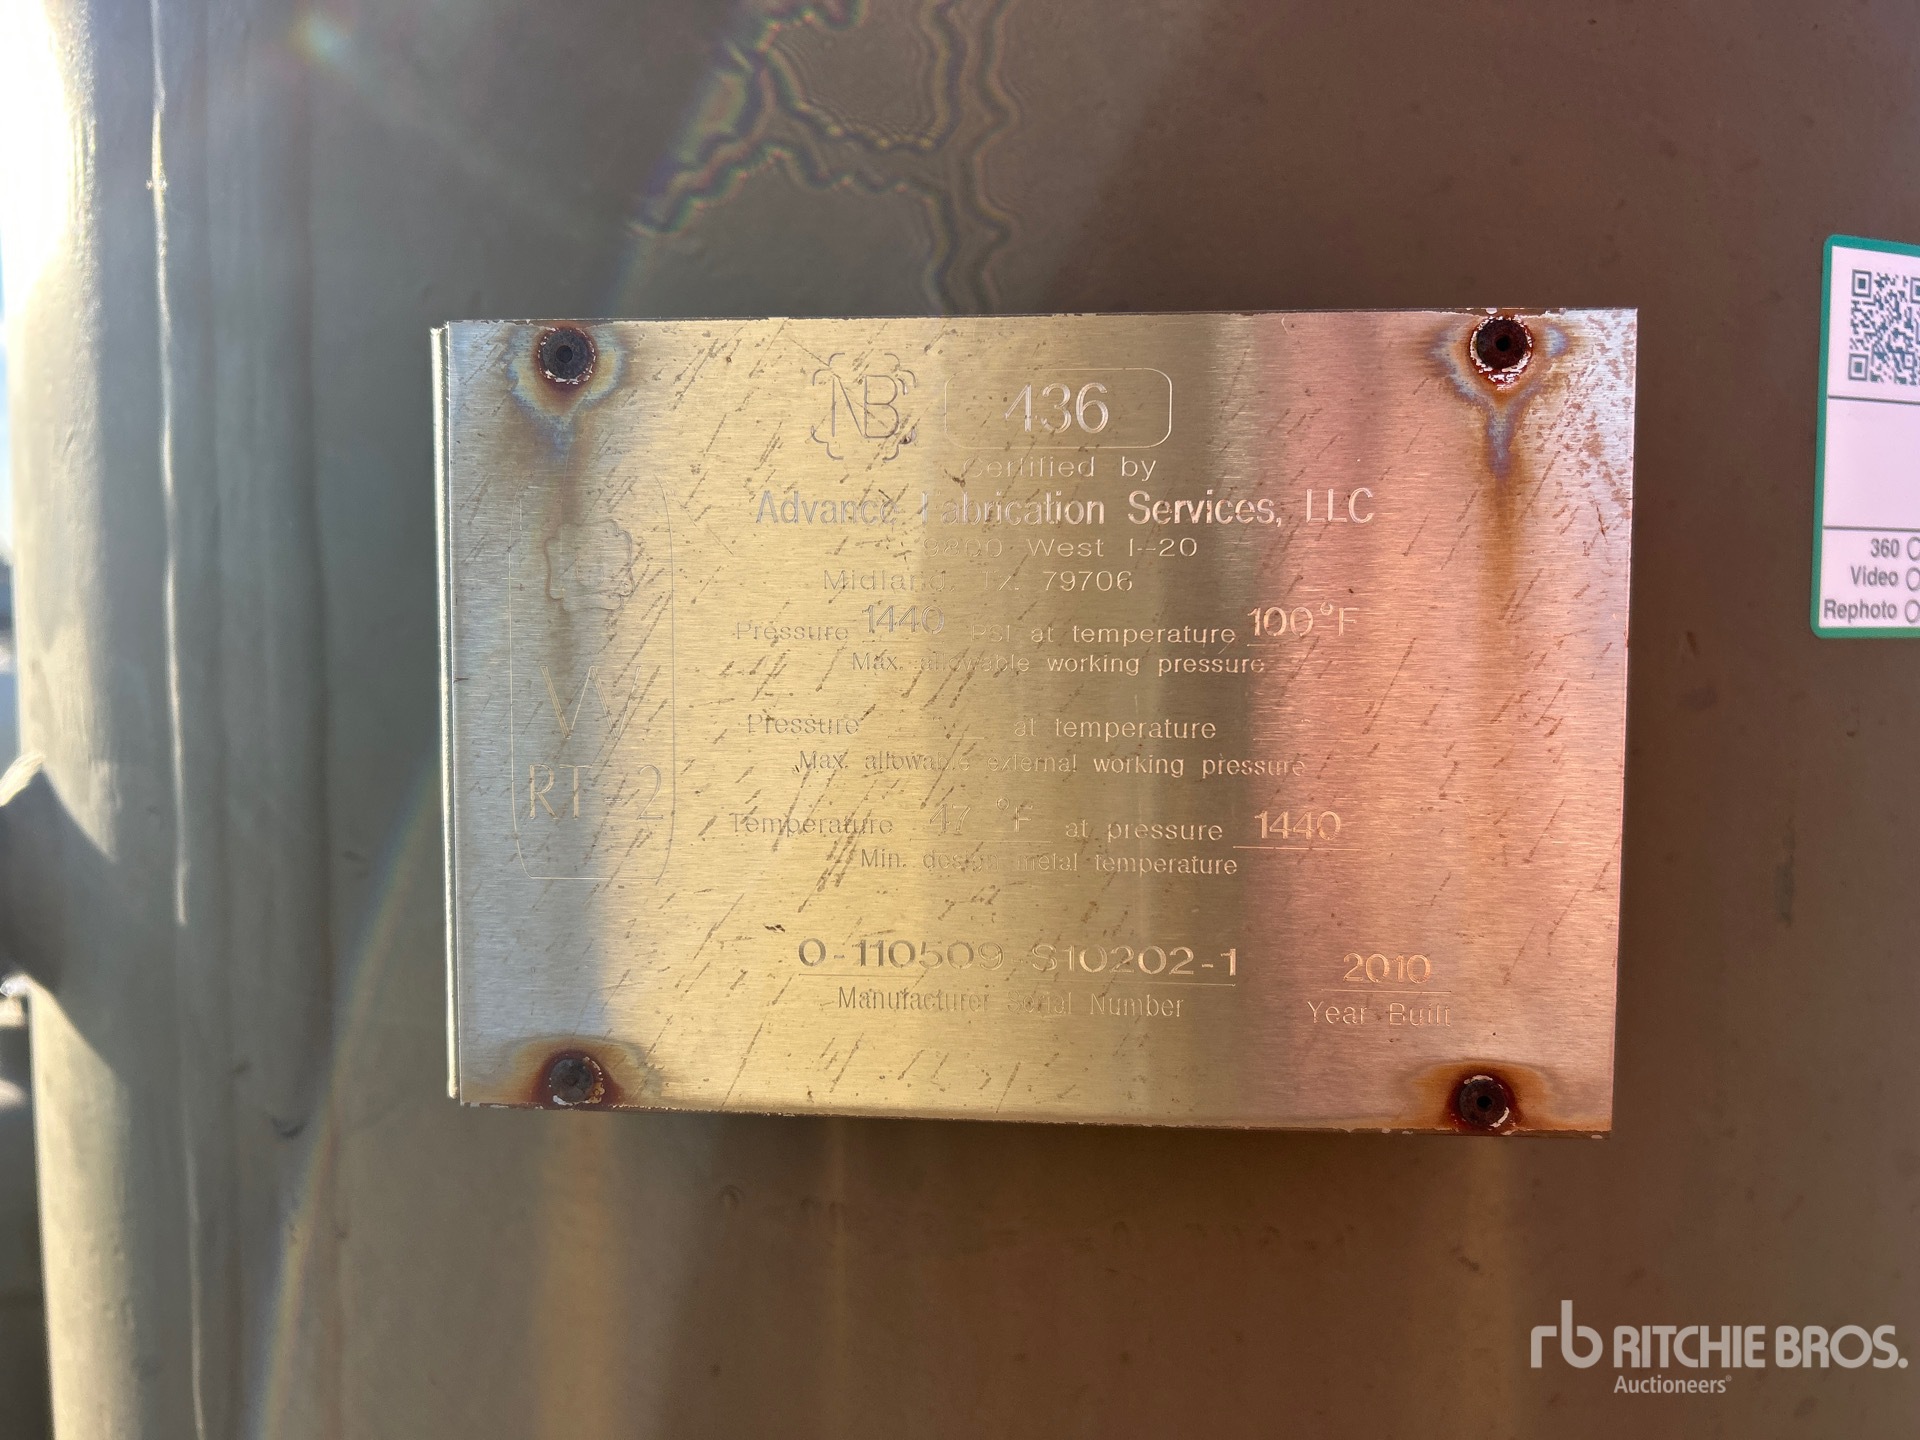 NB 436
Certified by
Advance Fabrication Services, LLC
9800 West I-20
Midland, Tx. 79706
Pressure 1440 PSI at temperature 100°F
Max. allowable working pressure
Pressure at temperature
Max. allowable external working pressure
Temperature 47 °F at pressure 1440
Min. design metal temperature
U
W
RT-2
0-110509-S10202-1 2010
Manufacturer Serial Number Year Built
360
Video
Rephoto
rb RITCHIE BROS.
Auctioneers